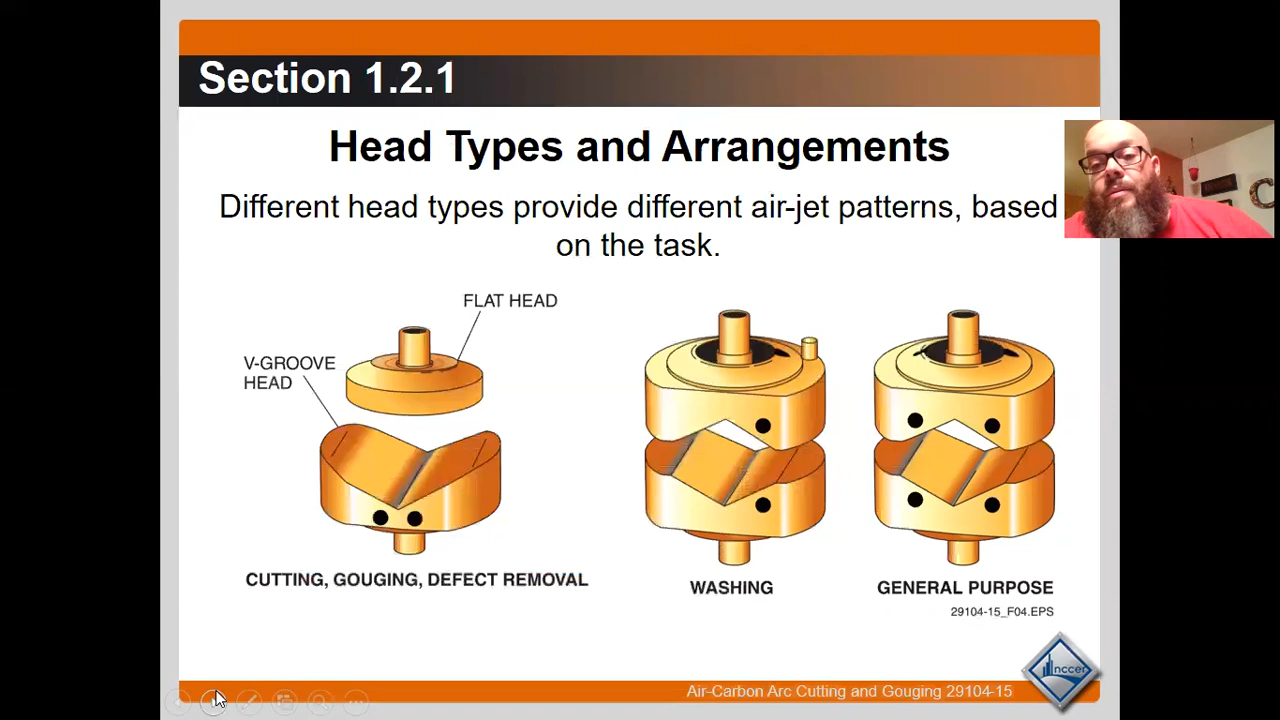 Section 1.2.1
Head Types and Arrangements
Different head types provide different air-jet patterns, based
on the task.
FLAT HEAD
V-GROOVE
HEAD
CUTTING, GOUGING, DEFECT REMOVAL
WASHING
GENERAL PURPOSE
29104-15_F04.EPS
nccer
Air-Carbon Arc Cutting and Gouging 29104-15